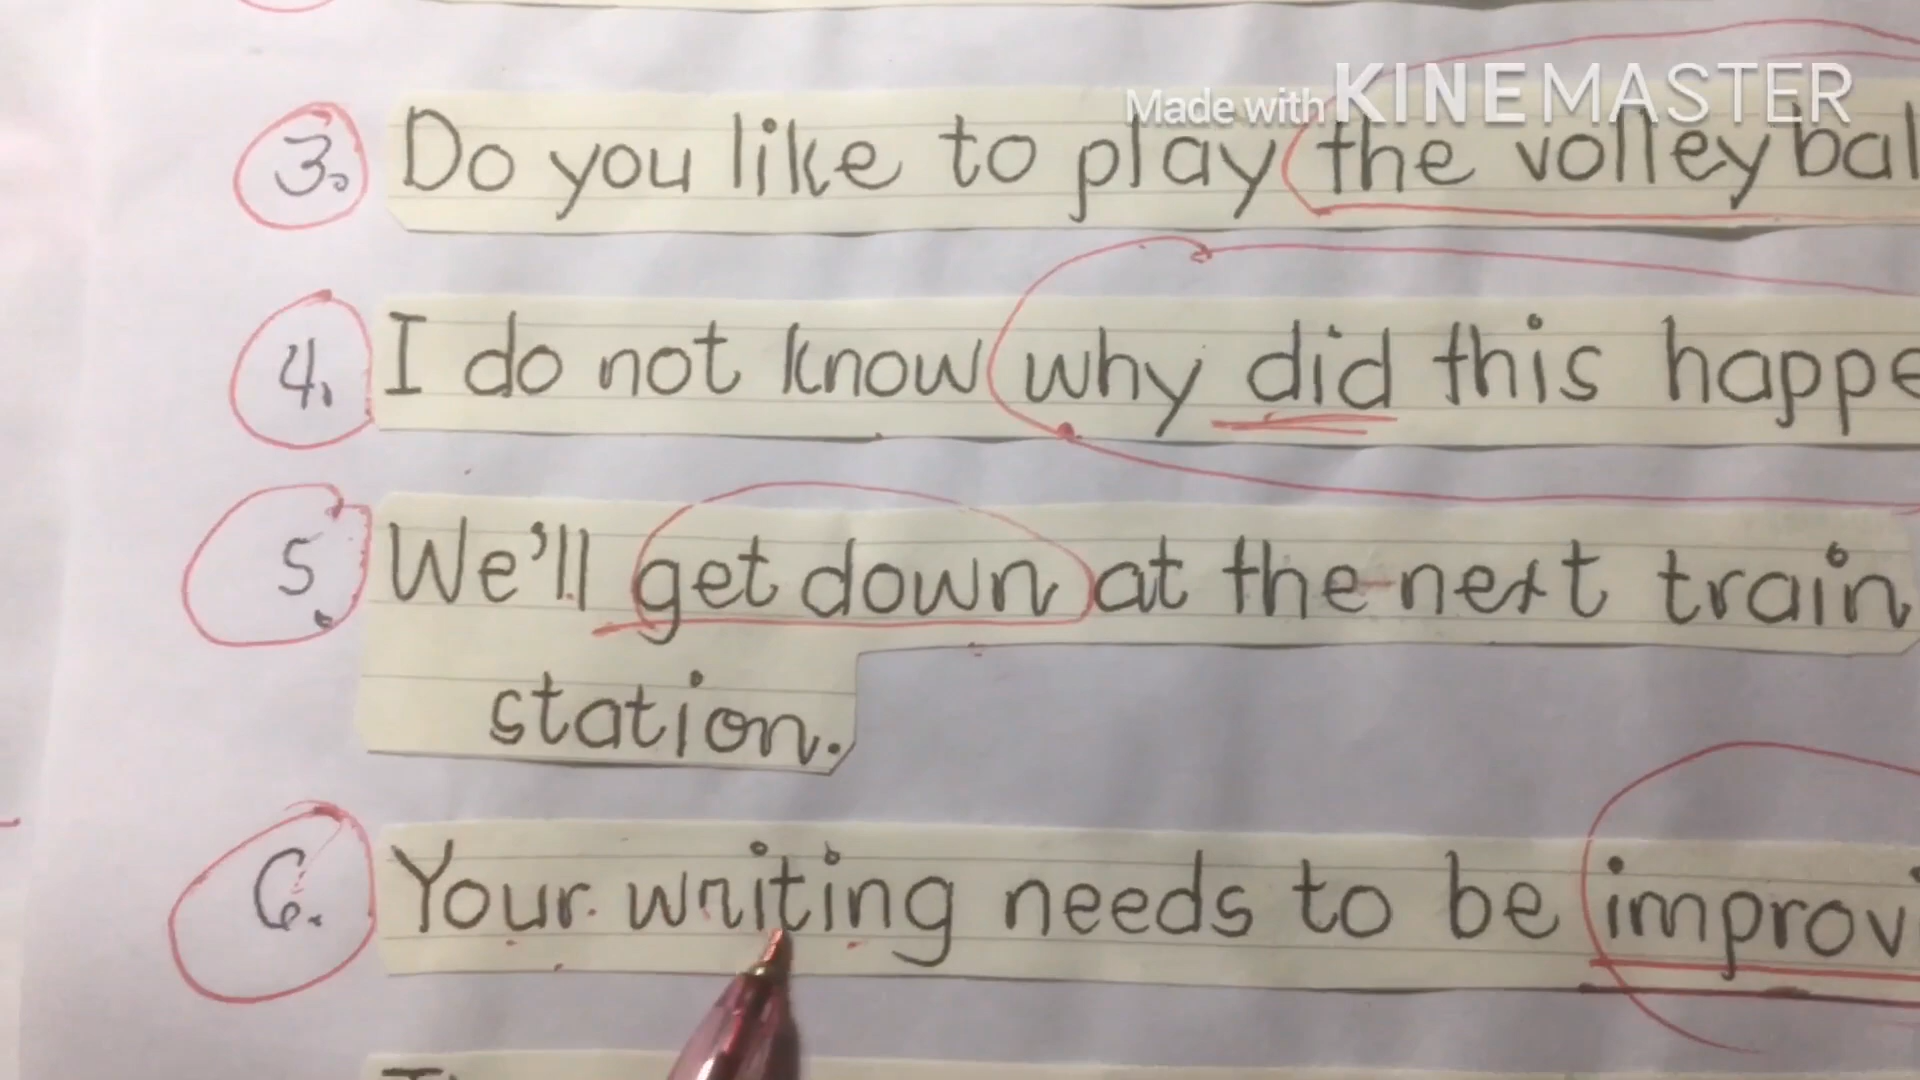 Made with KINEMASTER
3. Do you like to play the volleybal
4. I do not know why did this happe
5. We'll get down at the next train
station.
6. Your writing needs to be improvi